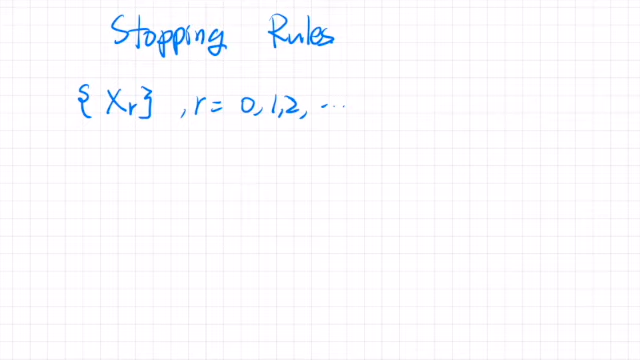 Stopping Rules
{ Xr } , r = 0, 1, 2, ...